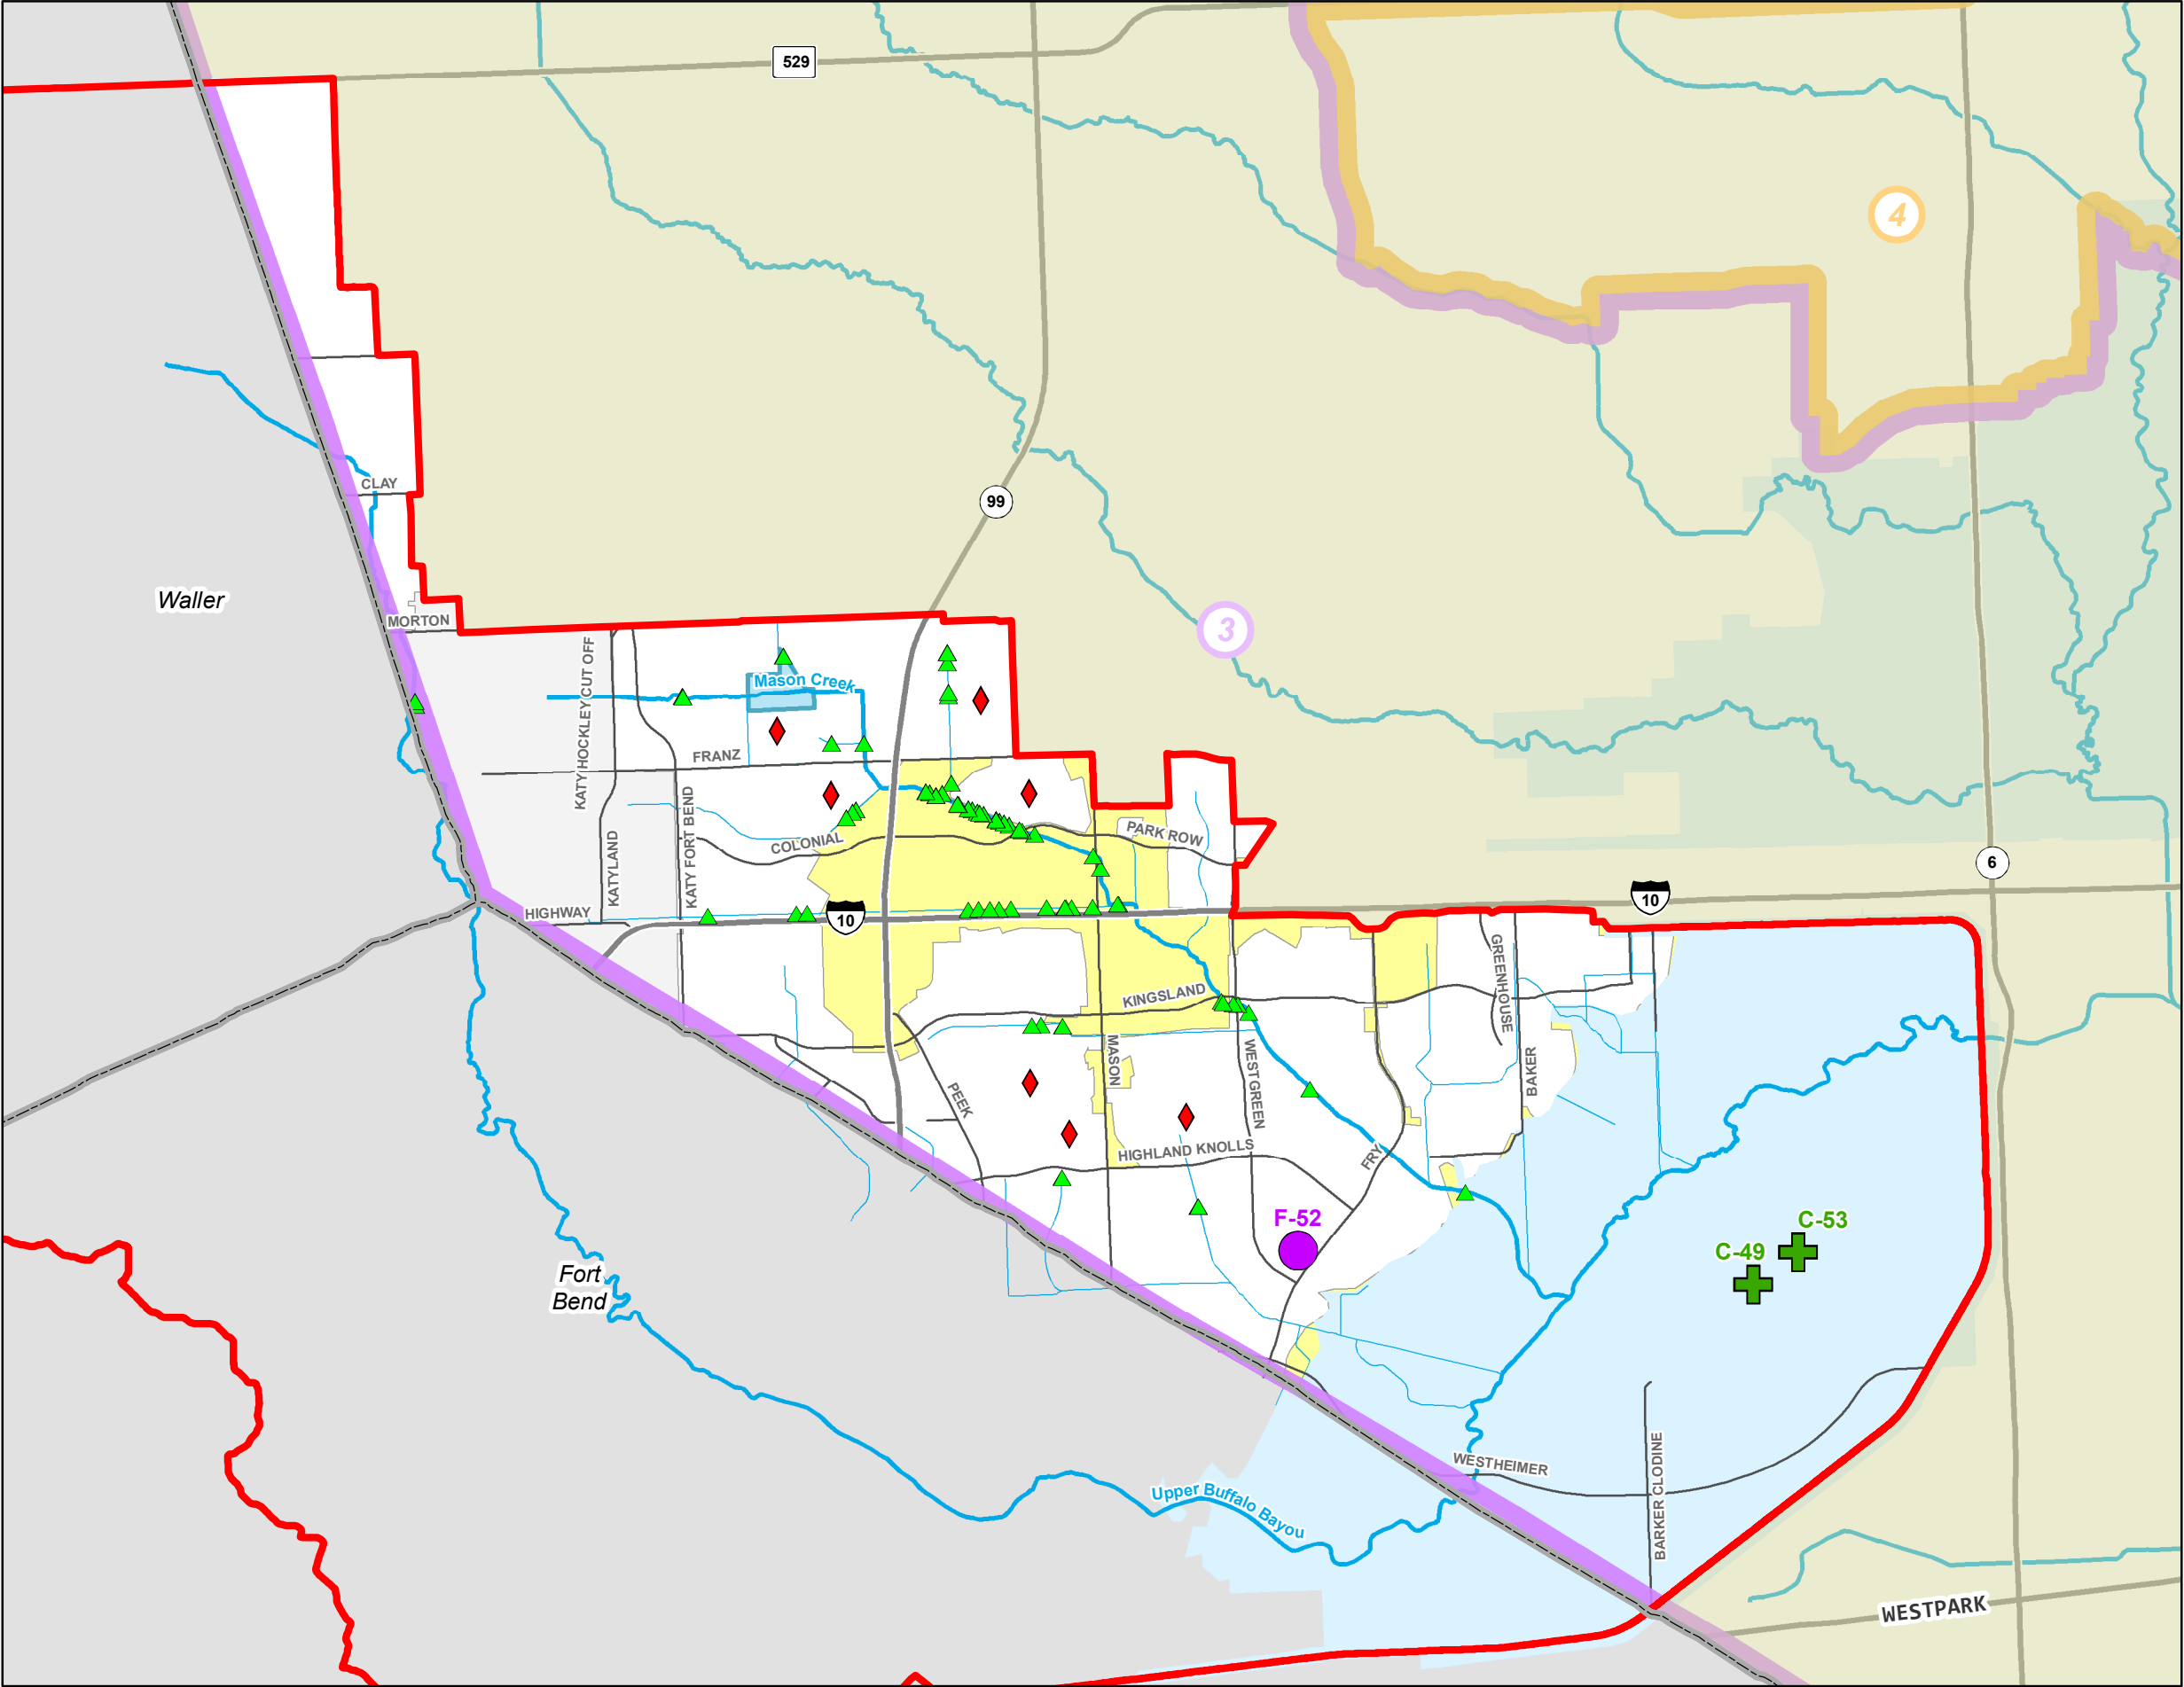 529
4
99
CLAY
Waller
MORTON
3
KATY HOCKLEY CUT OFF
Mason Creek
FRANZ
KATY FORT BEND
KATYLAND
COLONIAL
PARK ROW
6
HIGHWAY
10
10
GREENHOUSE
KINGSLAND
MASON
WESTGREEN
BAKER
PEEK
HIGHLAND KNOLLS
FRY
F-52
C-53
C-49
Fort
Bend
WESTHEIMER
BARKER CLODINE
Upper Buffalo Bayou
WESTPARK